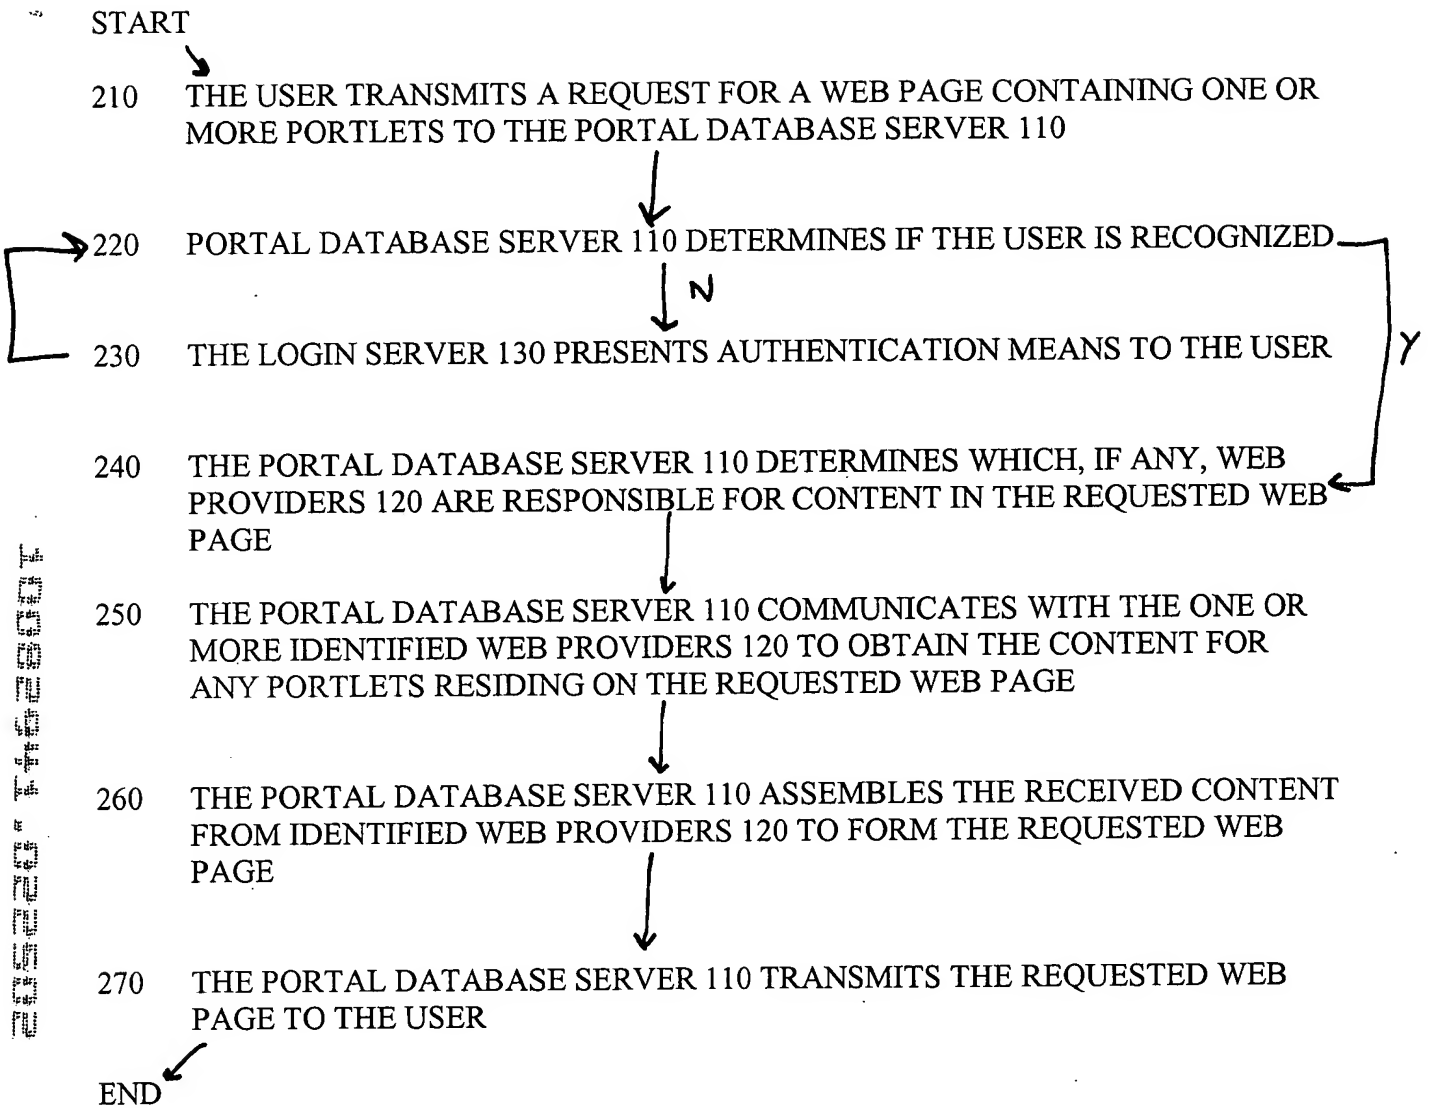 START
210 THE USER TRANSMITS A REQUEST FOR A WEB PAGE CONTAINING ONE OR
MORE PORTLETS TO THE PORTAL DATABASE SERVER 110
220 PORTAL DATABASE SERVER 110 DETERMINES IF THE USER IS RECOGNIZED
N
230 THE LOGIN SERVER 130 PRESENTS AUTHENTICATION MEANS TO THE USER
Y
240 THE PORTAL DATABASE SERVER 110 DETERMINES WHICH, IF ANY, WEB
PROVIDERS 120 ARE RESPONSIBLE FOR CONTENT IN THE REQUESTED WEB
PAGE
250 THE PORTAL DATABASE SERVER 110 COMMUNICATES WITH THE ONE OR
MORE IDENTIFIED WEB PROVIDERS 120 TO OBTAIN THE CONTENT FOR
ANY PORTLETS RESIDING ON THE REQUESTED WEB PAGE
260 THE PORTAL DATABASE SERVER 110 ASSEMBLES THE RECEIVED CONTENT
FROM IDENTIFIED WEB PROVIDERS 120 TO FORM THE REQUESTED WEB
PAGE
270 THE PORTAL DATABASE SERVER 110 TRANSMITS THE REQUESTED WEB
PAGE TO THE USER
END